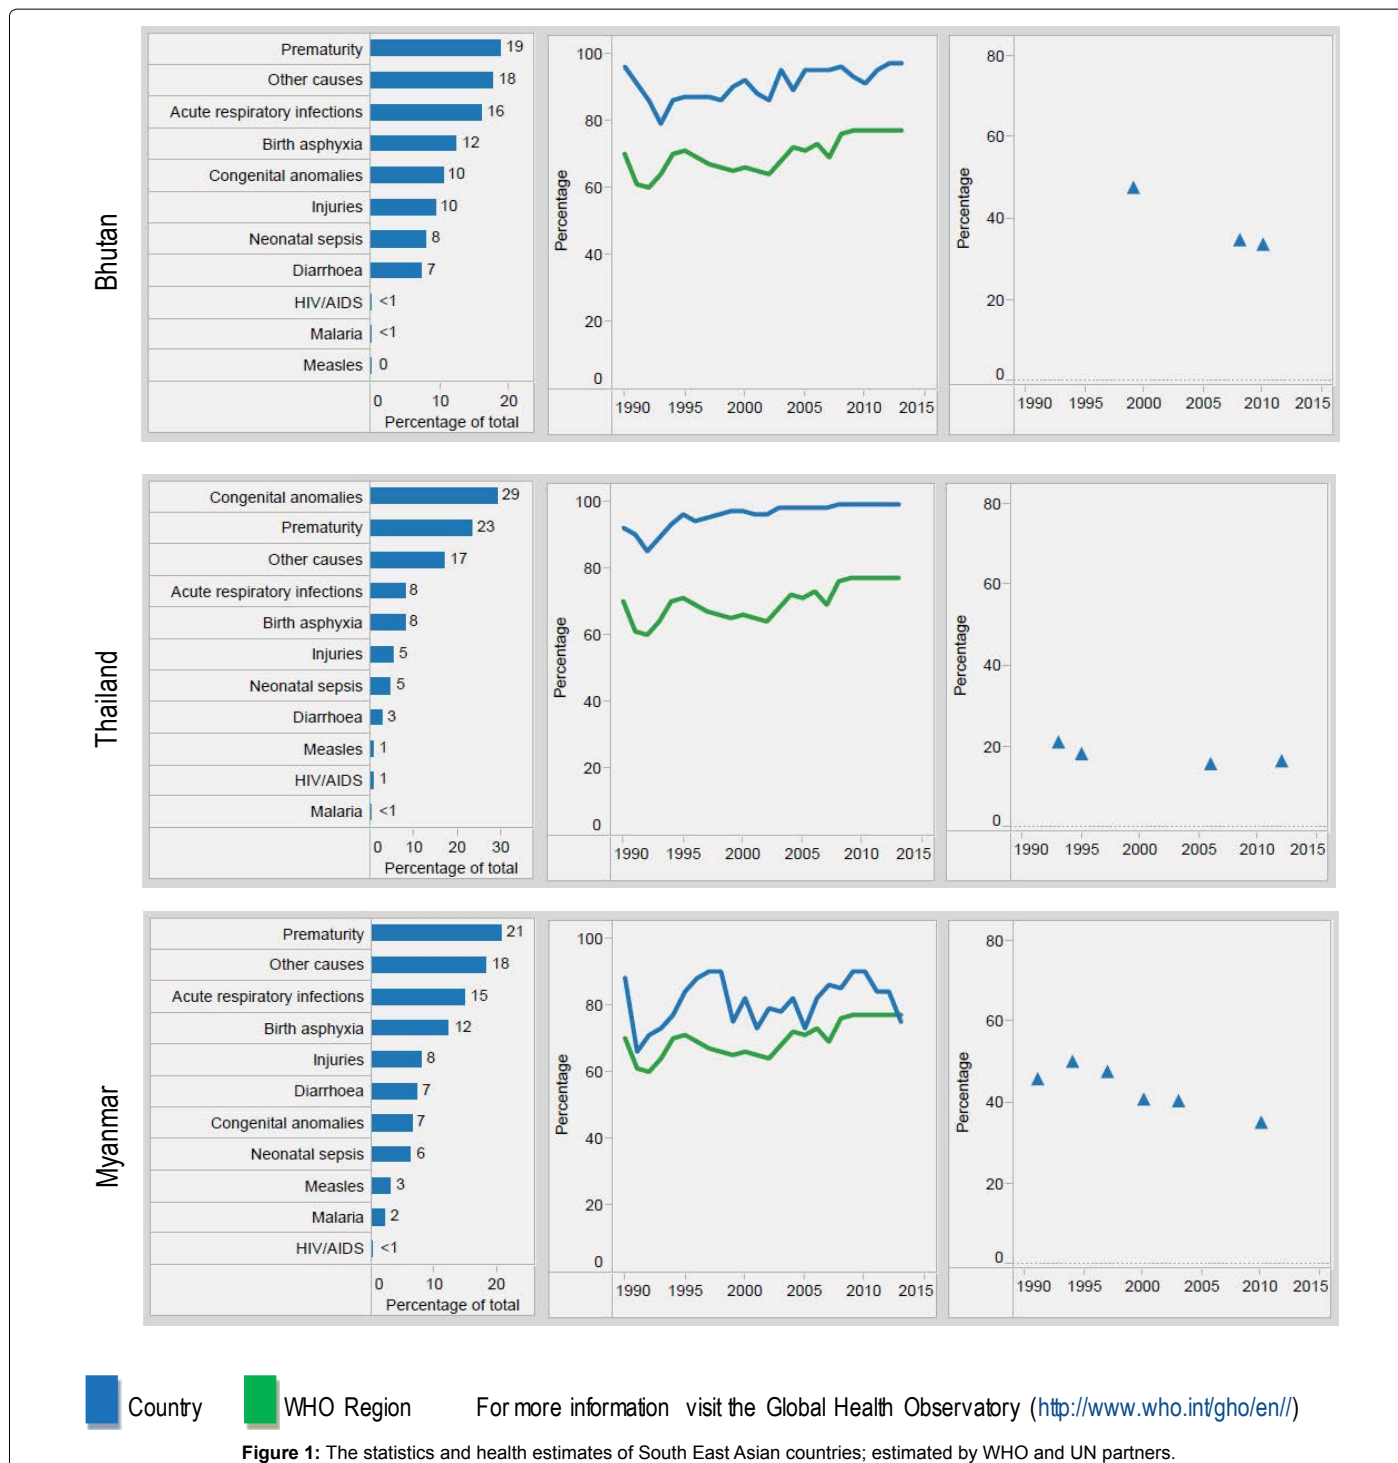 Bhutan
Prematurity 19
Other causes 18
Acute respiratory infections 16
Birth asphyxia 12
Congenital anomalies 10
Injuries 10
Neonatal sepsis 8
Diarrhoea 7
HIV/AIDS <1
Malaria <1
Measles 0
0 10 20
Percentage of total
Percentage
100
80
60
40
20
0
1990 1995 2000 2005 2010 2015
Percentage
80
60
40
20
0
1990 1995 2000 2005 2010 2015
Thailand
Congenital anomalies 29
Prematurity 23
Other causes 17
Acute respiratory infections 8
Birth asphyxia 8
Injuries 5
Neonatal sepsis 5
Diarrhoea 3
Measles 1
HIV/AIDS 1
Malaria <1
0 10 20 30
Percentage of total
Percentage
100
80
60
40
20
0
1990 1995 2000 2005 2010 2015
Percentage
80
60
40
20
0
1990 1995 2000 2005 2010 2015
Myanmar
Prematurity 21
Other causes 18
Acute respiratory infections 15
Birth asphyxia 12
Injuries 8
Diarrhoea 7
Congenital anomalies 7
Neonatal sepsis 6
Measles 3
Malaria 2
HIV/AIDS <1
0 10 20
Percentage of total
Percentage
100
80
60
40
20
0
1990 1995 2000 2005 2010 2015
Percentage
80
60
40
20
0
1990 1995 2000 2005 2010 2015
Country WHO Region For more information visit the Global Health Observatory (http://www.who.int/gho/en//)
Figure 1: The statistics and health estimates of South East Asian countries; estimated by WHO and UN partners.